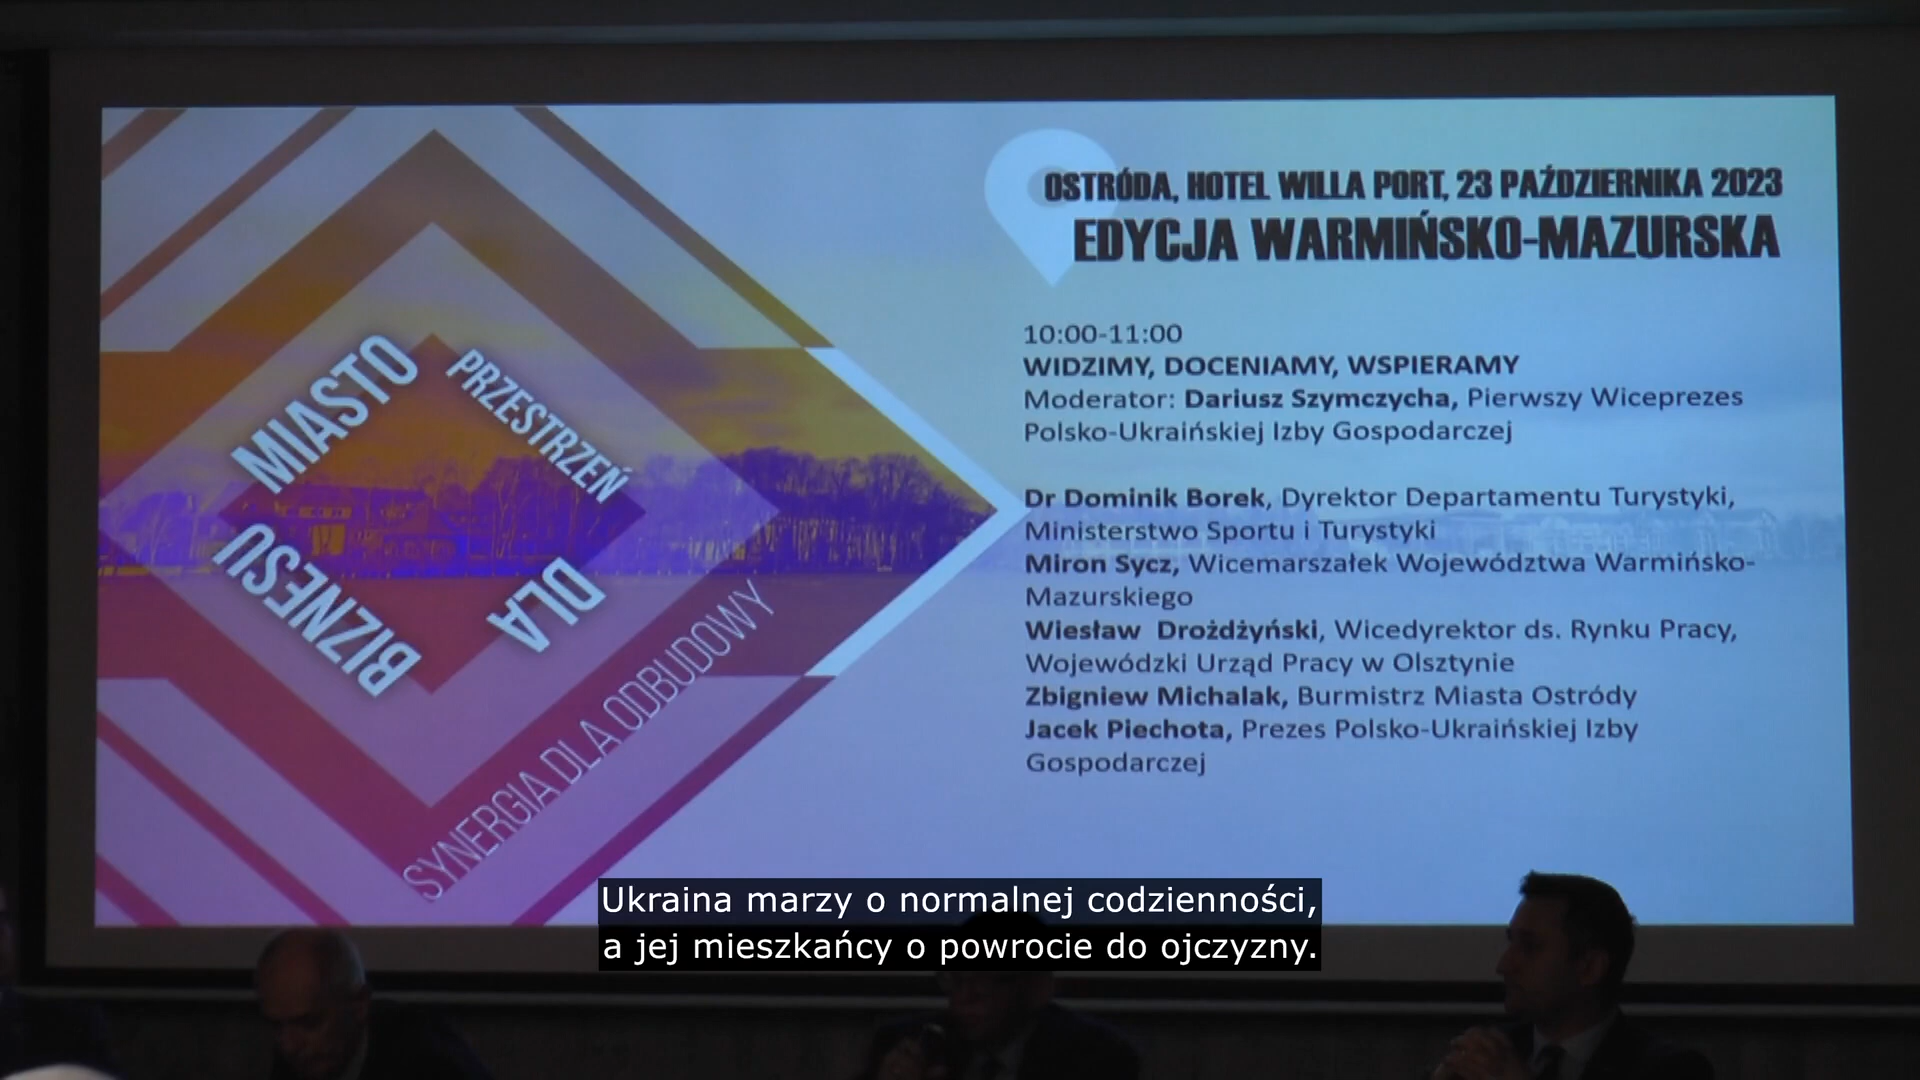 MIASTO
PRZESTRZEŃ
DLA
BIZNESU
SYNERGIA DLA ODBUDOWY
OSTRÓDA, HOTEL WILLA PORT, 23 PAŹDZIERNIKA 2023
EDYCJA WARMIŃSKO-MAZURSKA
10:00-11:00
WIDZIMY, DOCENIAMY, WSPIERAMY
Moderator: Dariusz Szymczycha, Pierwszy Wiceprezes
Polsko-Ukraińskiej Izby Gospodarczej
Dr Dominik Borek, Dyrektor Departamentu Turystyki,
Ministerstwo Sportu i Turystyki
Miron Sycz, Wicemarszałek Województwa Warmińsko-
Mazurskiego
Wiesław Drożdżyński, Wicedyrektor ds. Rynku Pracy,
Wojewódzki Urząd Pracy w Olsztynie
Zbigniew Michalak, Burmistrz Miasta Ostródy
Jacek Piechota, Prezes Polsko-Ukraińskiej Izby
Gospodarczej
Ukraina marzy o normalnej codzienności,
a jej mieszkańcy o powrocie do ojczyzny.